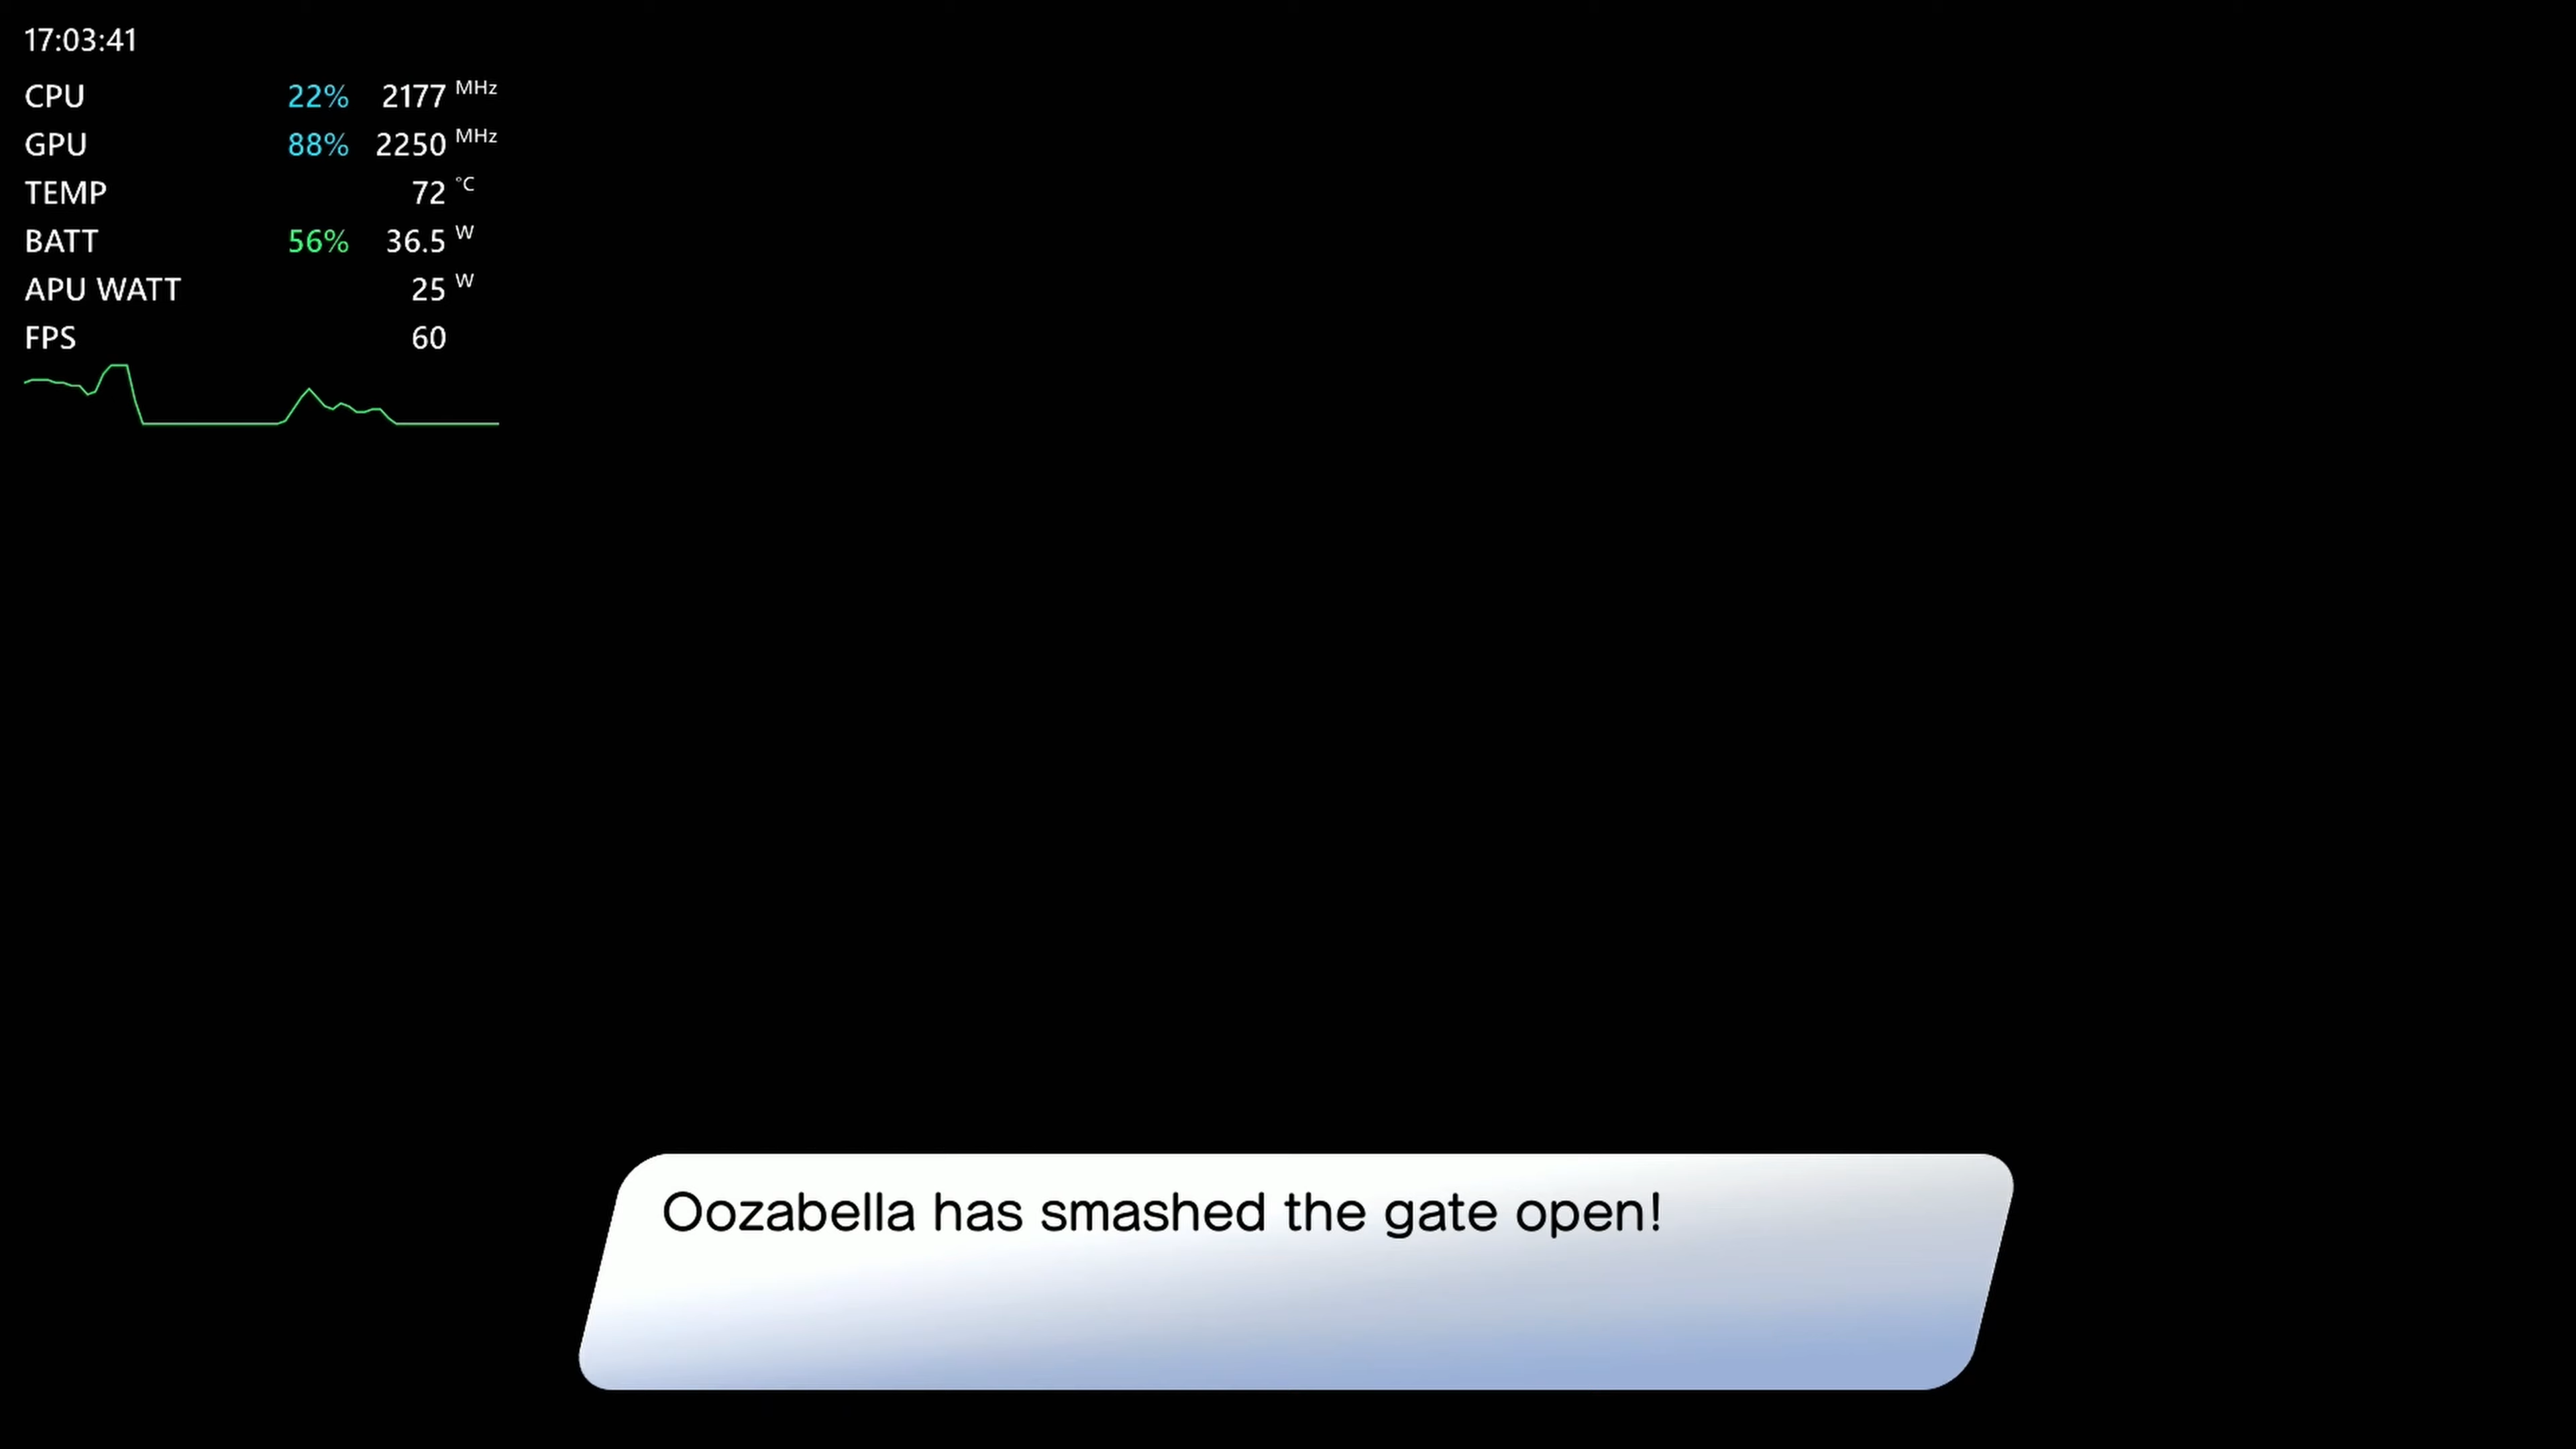 17:03:41
CPU 22% 2177 MHz
GPU 88% 2250 MHz
TEMP 72 °C
BATT 56% 36.5 W
APU WATT 25 W
FPS 60
Oozabella has smashed the gate open!